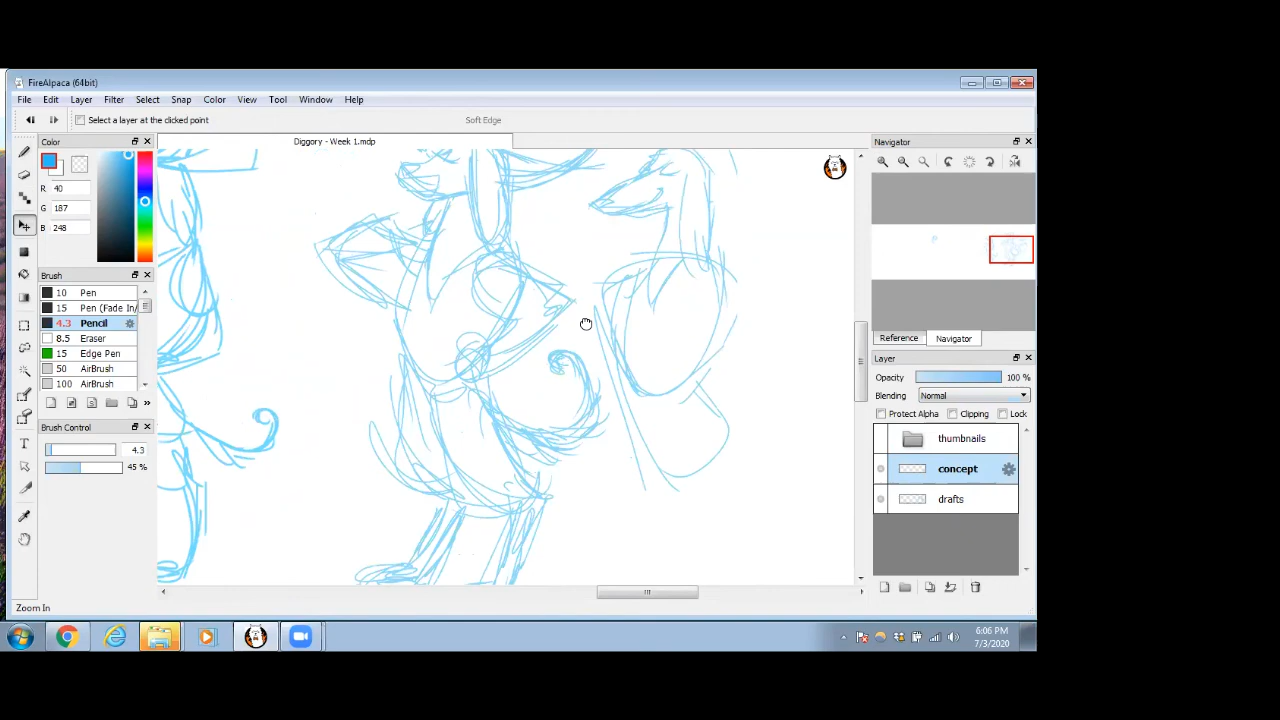 FireAlpaca (64bit)
File Edit Layer Filter Select Snap Color View Tool Window Help
Select a layer at the clicked point Soft Edge
Color
Diggory - Week 1.mdp
Navigator
R 40
G 187
B 248
Brush
10 Pen
15 Pen (Fade In/
4.3 Pencil
8.5 Eraser
15 Edge Pen
50 AirBrush
100 AirBrush
Reference Navigator
Layer
Opacity 100 %
Blending Normal
Protect Alpha Clipping Lock
Brush Control
4.3
45 %
thumbnails
concept
drafts
Zoom In
6:06 PM
7/3/2020